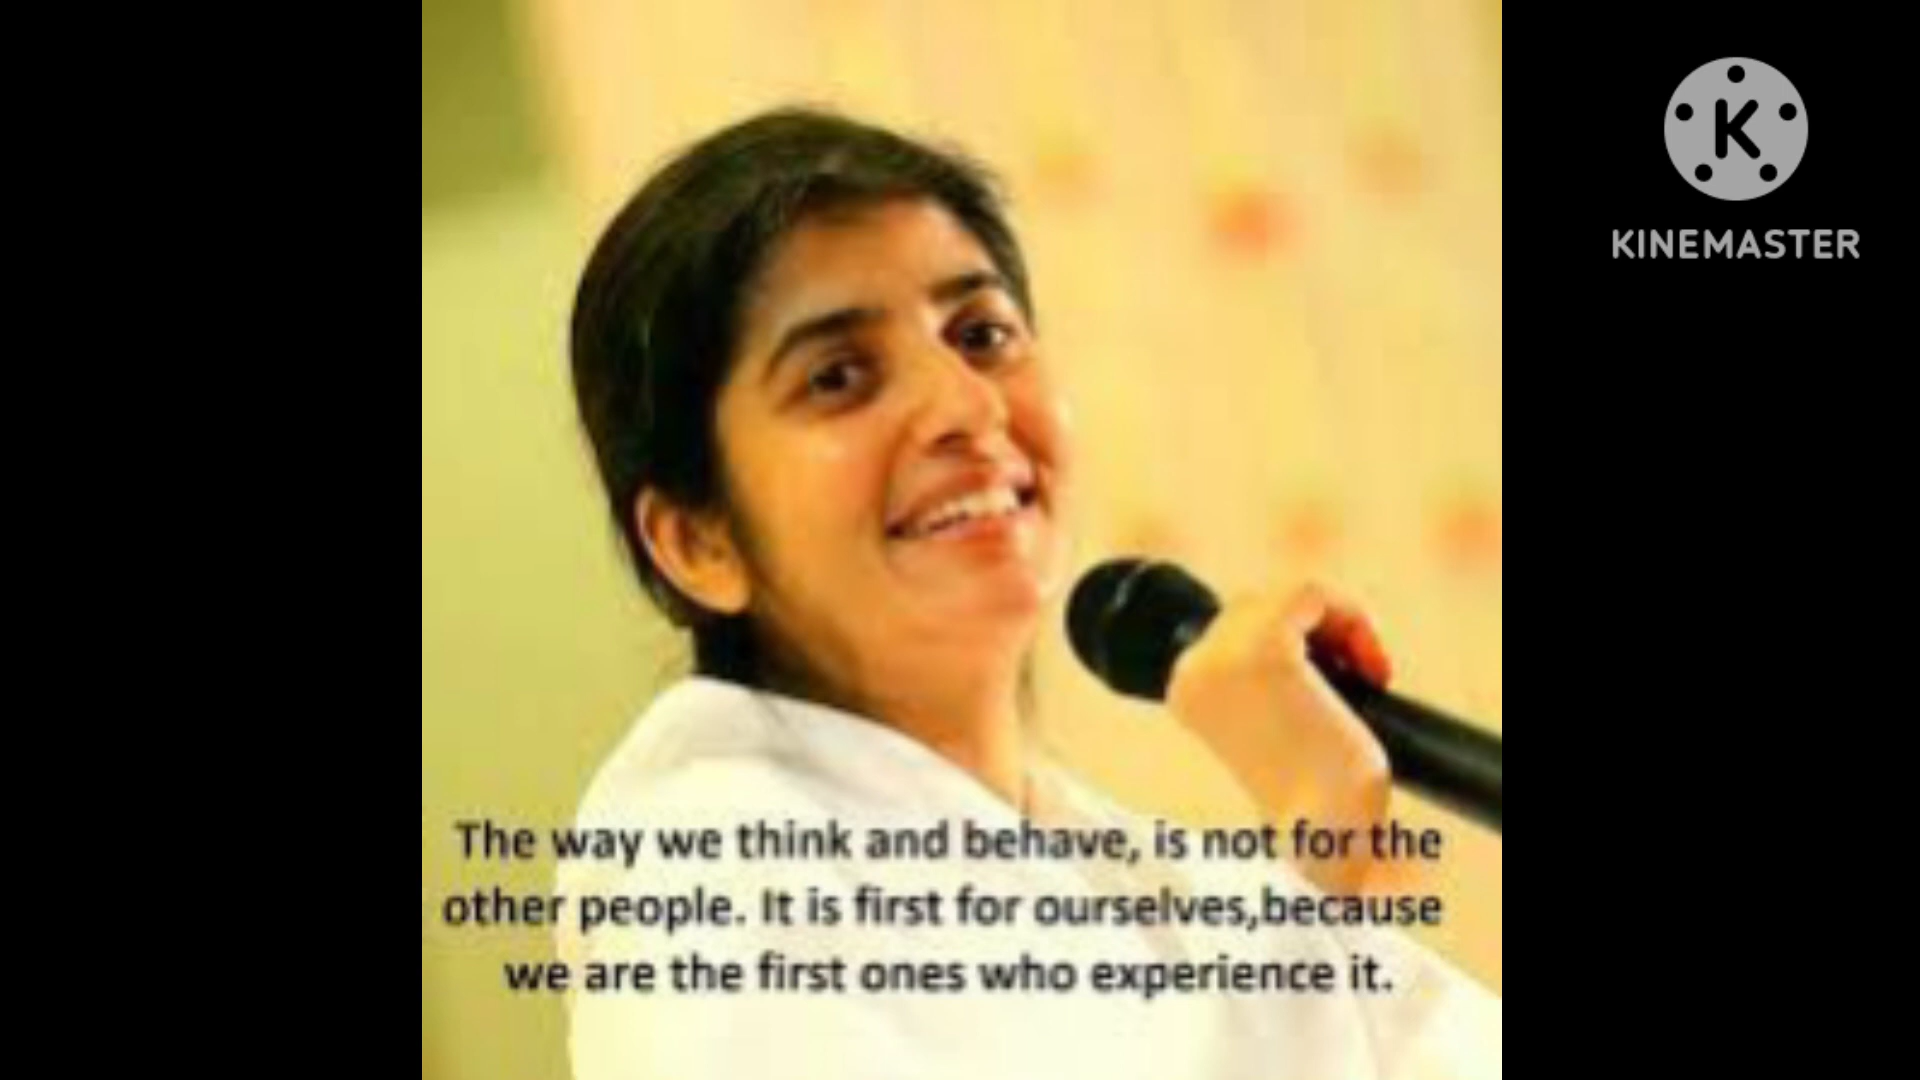 K
KINEMASTER
The way we think and behave, is not for the
other people. It is first for ourselves,because
we are the first ones who experience it.